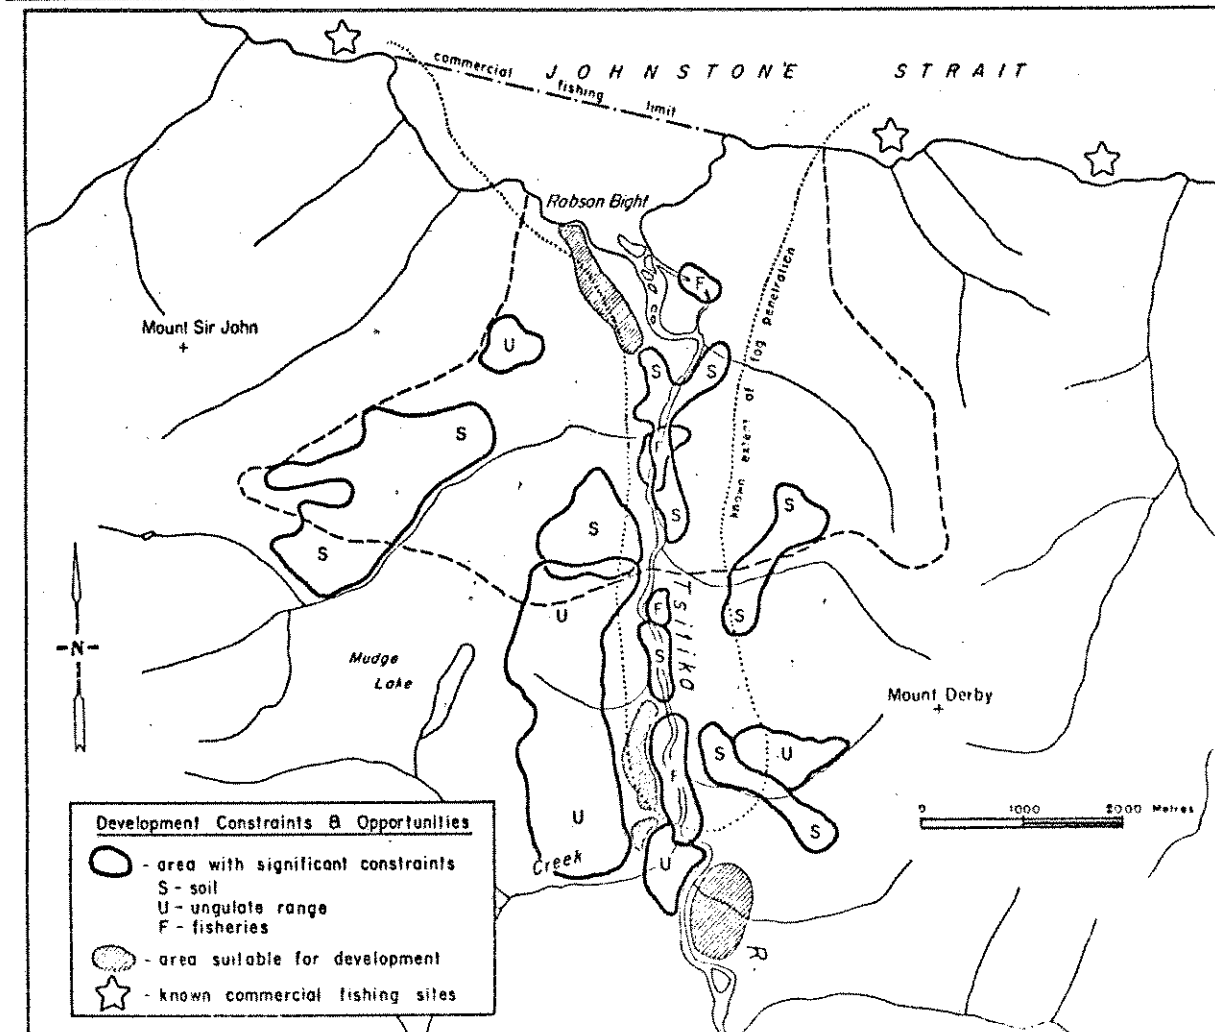 JOHNSTONE STRAIT
commercial fishing limit
Robson Bight
F
known extent of fog penetration
Mount Sir John
U
S
S
S
F
S
S
S
S
S
U
F
Tsitika
S
Mudge
Lake
Mount Derby
S
U
F
U
S
Creek
U
R.
N
0 1000 2000 Metres
Development Constraints & Opportunities
- area with significant constraints
S - soil
U - ungulate range
F - fisheries
- area suitable for development
- known commercial fishing sites